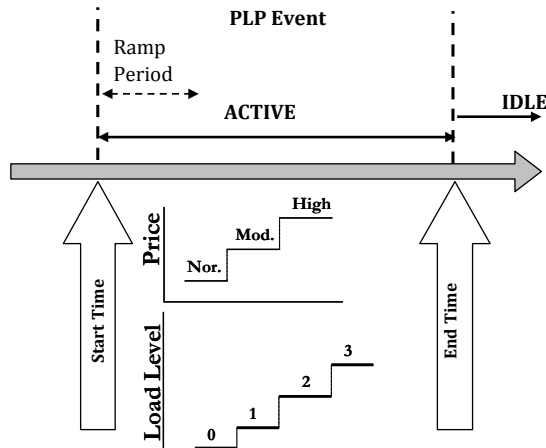 PLP Event
Ramp
Period
IDLE
ACTIVE
High
Mod.
Nor.
Price
Start Time
End Time
3
2
1
0
Load Level